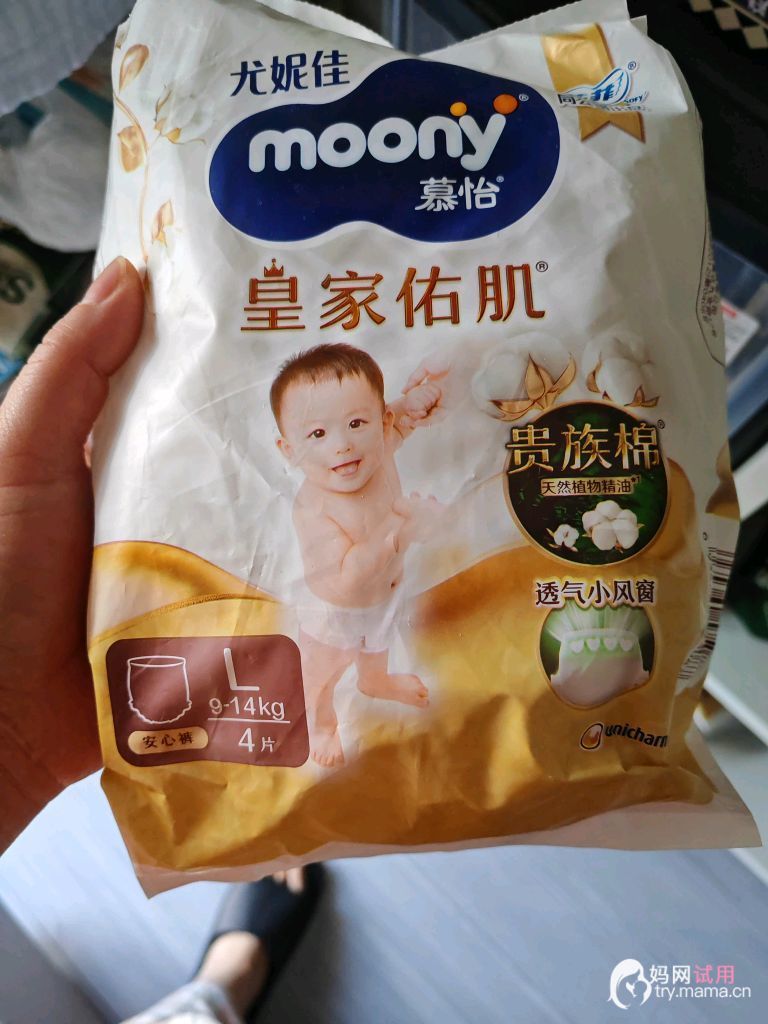 尤妮佳
moony®
慕怡®
皇家佑肌®
贵族棉®
天然植物精油*1
透气小风窗
L
9-14kg
4片
安心裤
unicharm
妈网试用
try.mama.cn